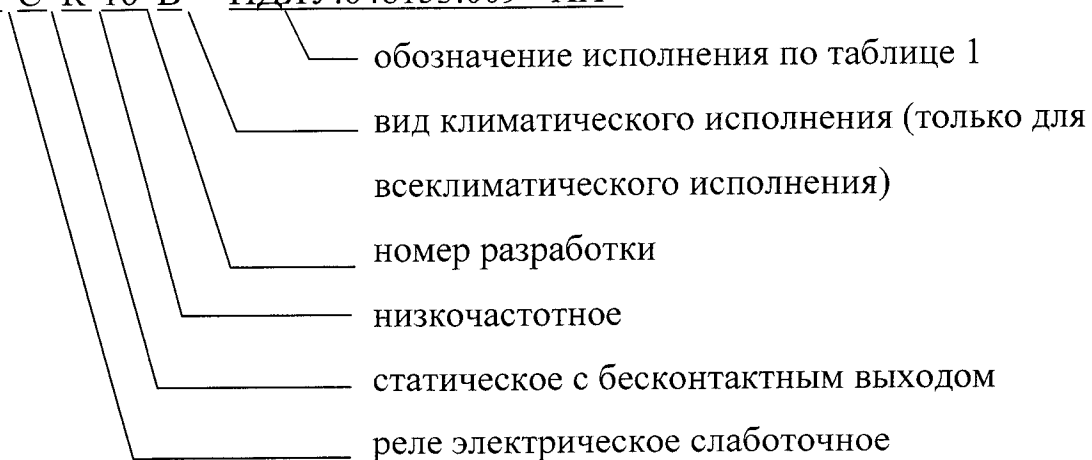 обозначение исполнения по таблице 1
вид климатического исполнения (только для
всеклиматического исполнения)
номер разработки
низкочастотное
статическое с бесконтактным выходом
реле электрическое слаботочное